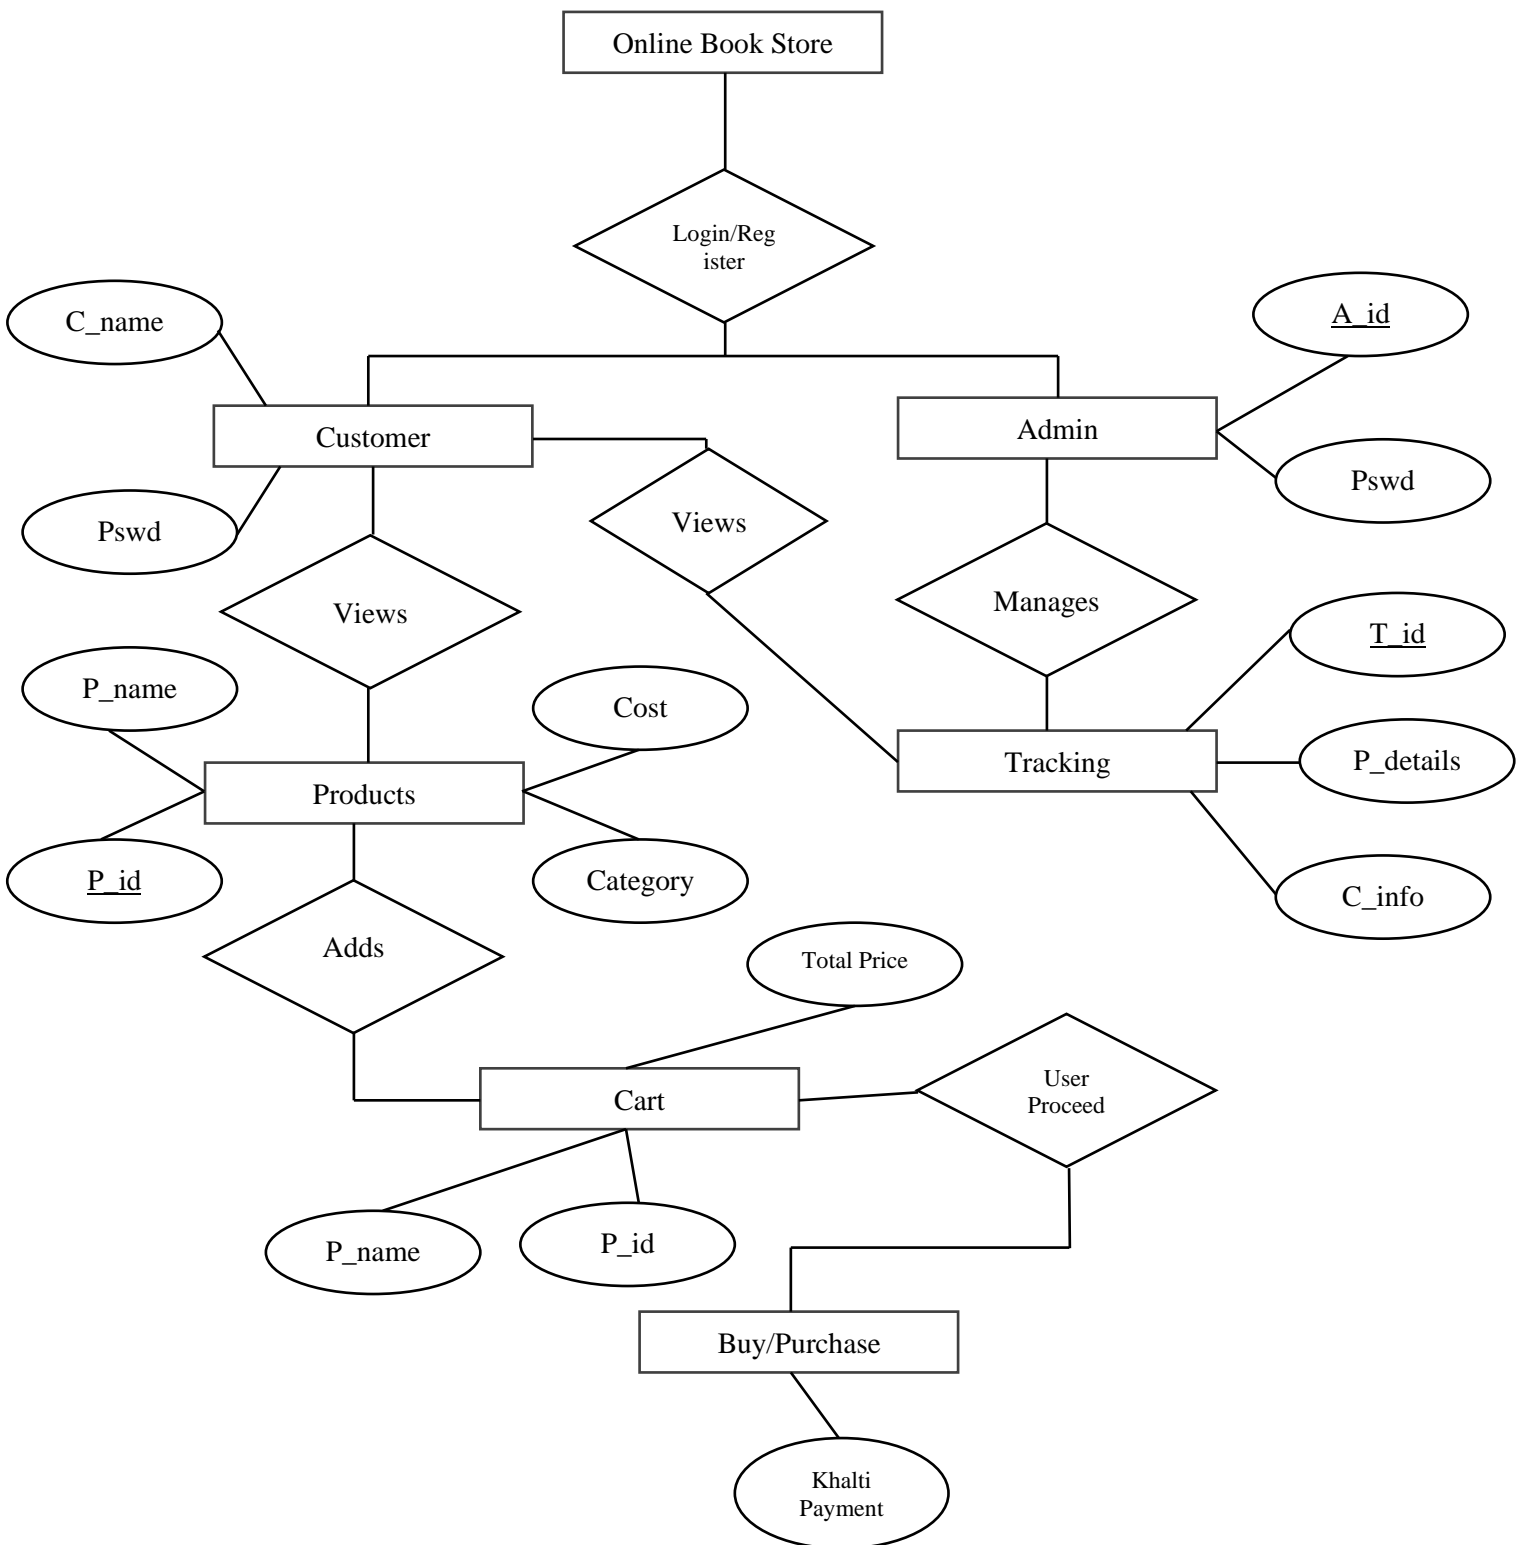 Online Book Store
Login/Reg
ister
C_name
A_id
Customer
Admin
Pswd
Views
Pswd
Views
Manages
P_name
Cost
T_id
Products
Tracking
P_details
P_id
Category
C_info
Adds
Total Price
Cart
User
Proceed
P_name
P_id
Buy/Purchase
Khalti
Payment